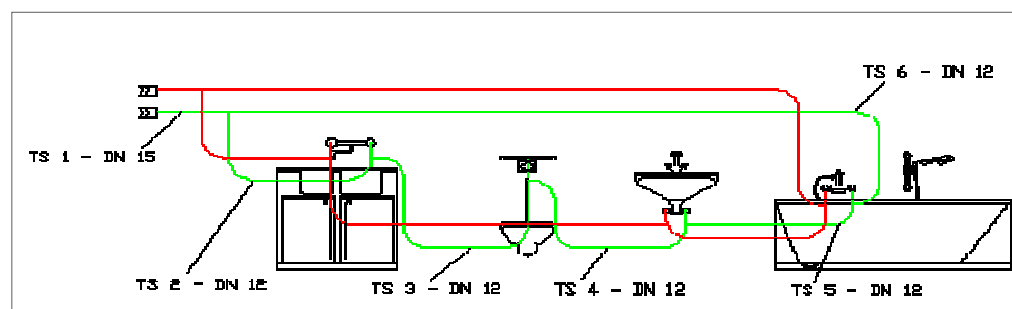 TS 6 - DN 12
TS 1 - DN 15
TS 2 - DN 12
TS 3 - DN 12
TS 4 - DN 12
TS 5 - DN 12